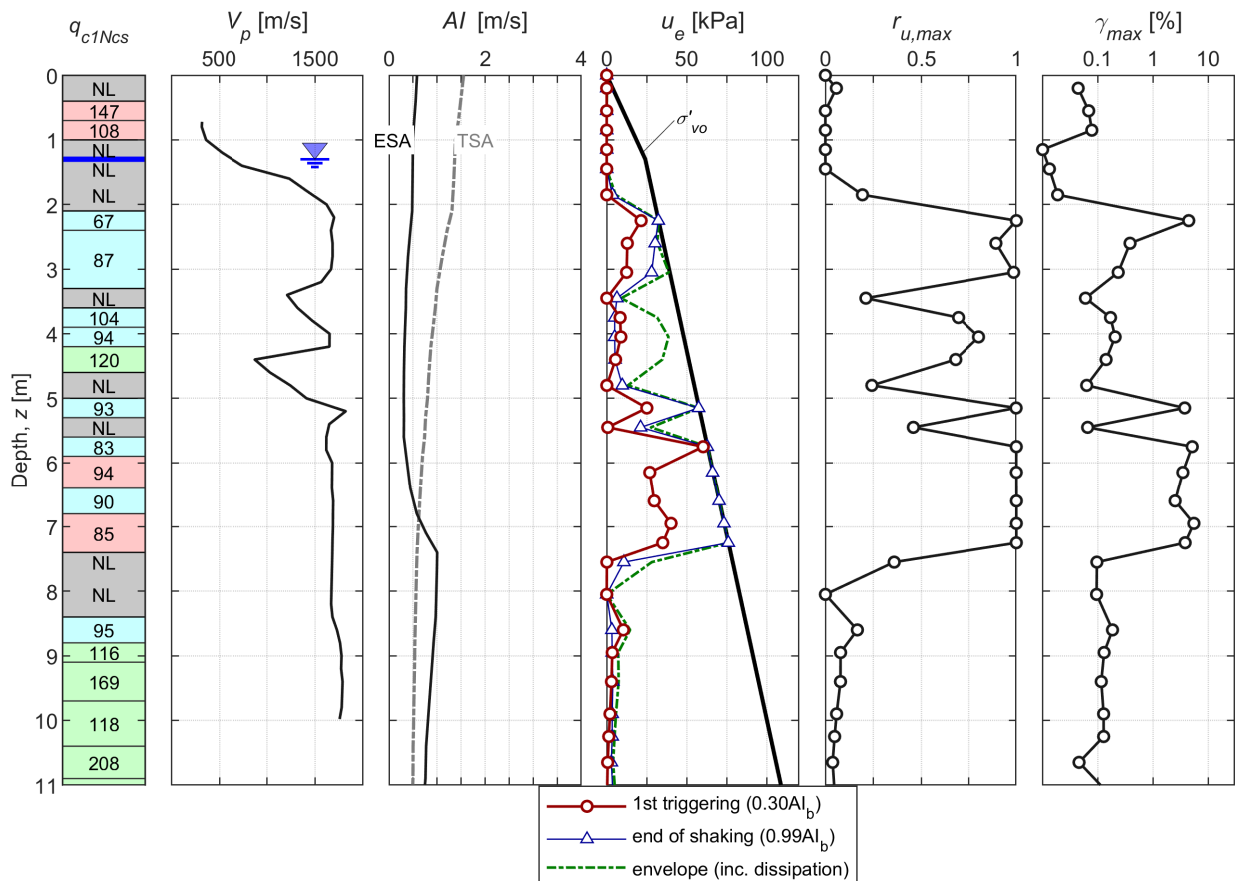 q_c1Ncs
V_p [m/s]
AI [m/s]
u_e [kPa]
r_u,max
γ_max [%]
500 1500
0 2 4
0 50 100
0 0.5 1
0.1 1 10
Depth, z [m]
0
1
2
3
4
5
6
7
8
9
10
11
NL
147
108
NL
NL
NL
67
87
NL
104
94
120
NL
93
NL
83
94
90
85
NL
NL
95
116
169
118
208
ESA
TSA
σ'_vo
1st triggering (0.30AI_b)
end of shaking (0.99AI_b)
envelope (inc. dissipation)